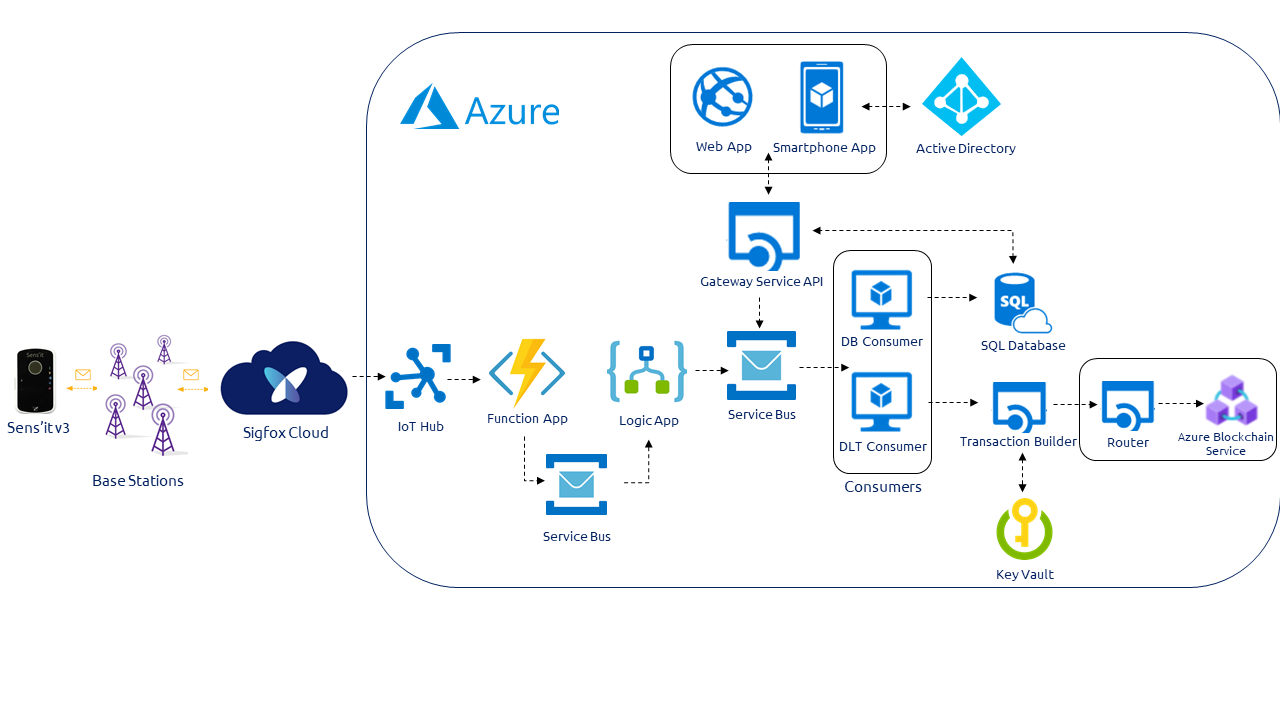 Azure
Web App
Smartphone App
Active Directory
Gateway Service API
Sens'it
Sens'it v3
Base Stations
Sigfox Cloud
IoT Hub
Function App
Service Bus
Logic App
Service Bus
DB Consumer
DLT Consumer
Consumers
SQL
SQL Database
Transaction Builder
Router
Azure Blockchain
Service
Key Vault